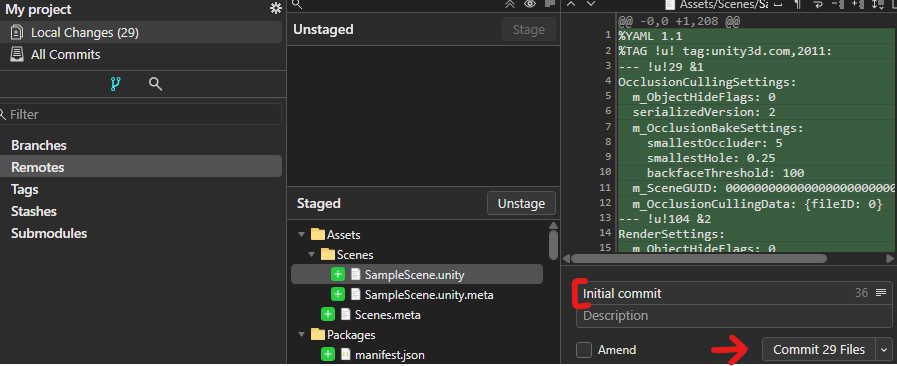 My project
Local Changes (29)
All Commits
Filter
Branches
Remotes
Tags
Stashes
Submodules
Unstaged
Stage
Staged
Unstage
Assets
Scenes
SampleScene.unity
SampleScene.unity.meta
Scenes.meta
Packages
manifest.json
Assets/Scenes/Sa
@@ -0,0 +1,208 @@
1 %YAML 1.1
2 %TAG !u! tag:unity3d.com,2011:
3 --- !u!29 &1
4 OcclusionCullingSettings:
5 m_ObjectHideFlags: 0
6 serializedVersion: 2
7 m_OcclusionBakeSettings:
8 smallestOccluder: 5
9 smallestHole: 0.25
10 backfaceThreshold: 100
11 m_SceneGUID: 00000000000000000000000000
12 m_OcclusionCullingData: {fileID: 0}
13 --- !u!104 &2
14 RenderSettings:
15 m_ObjectHideFlags: 0
Initial commit 36
Description
Amend
Commit 29 Files